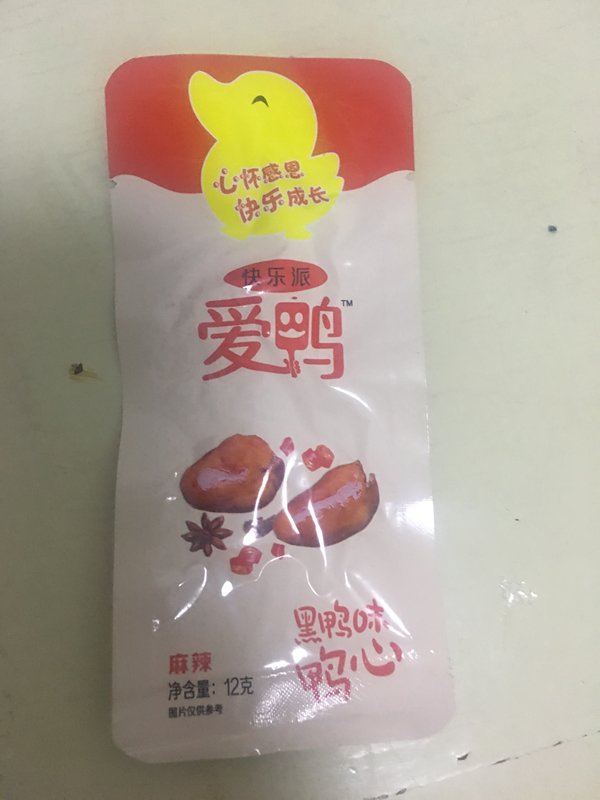 心怀感恩
快乐成长
快乐派
爱鸭™
黑鸭味
鸭心
麻辣
净含量：12克
图片仅供参考